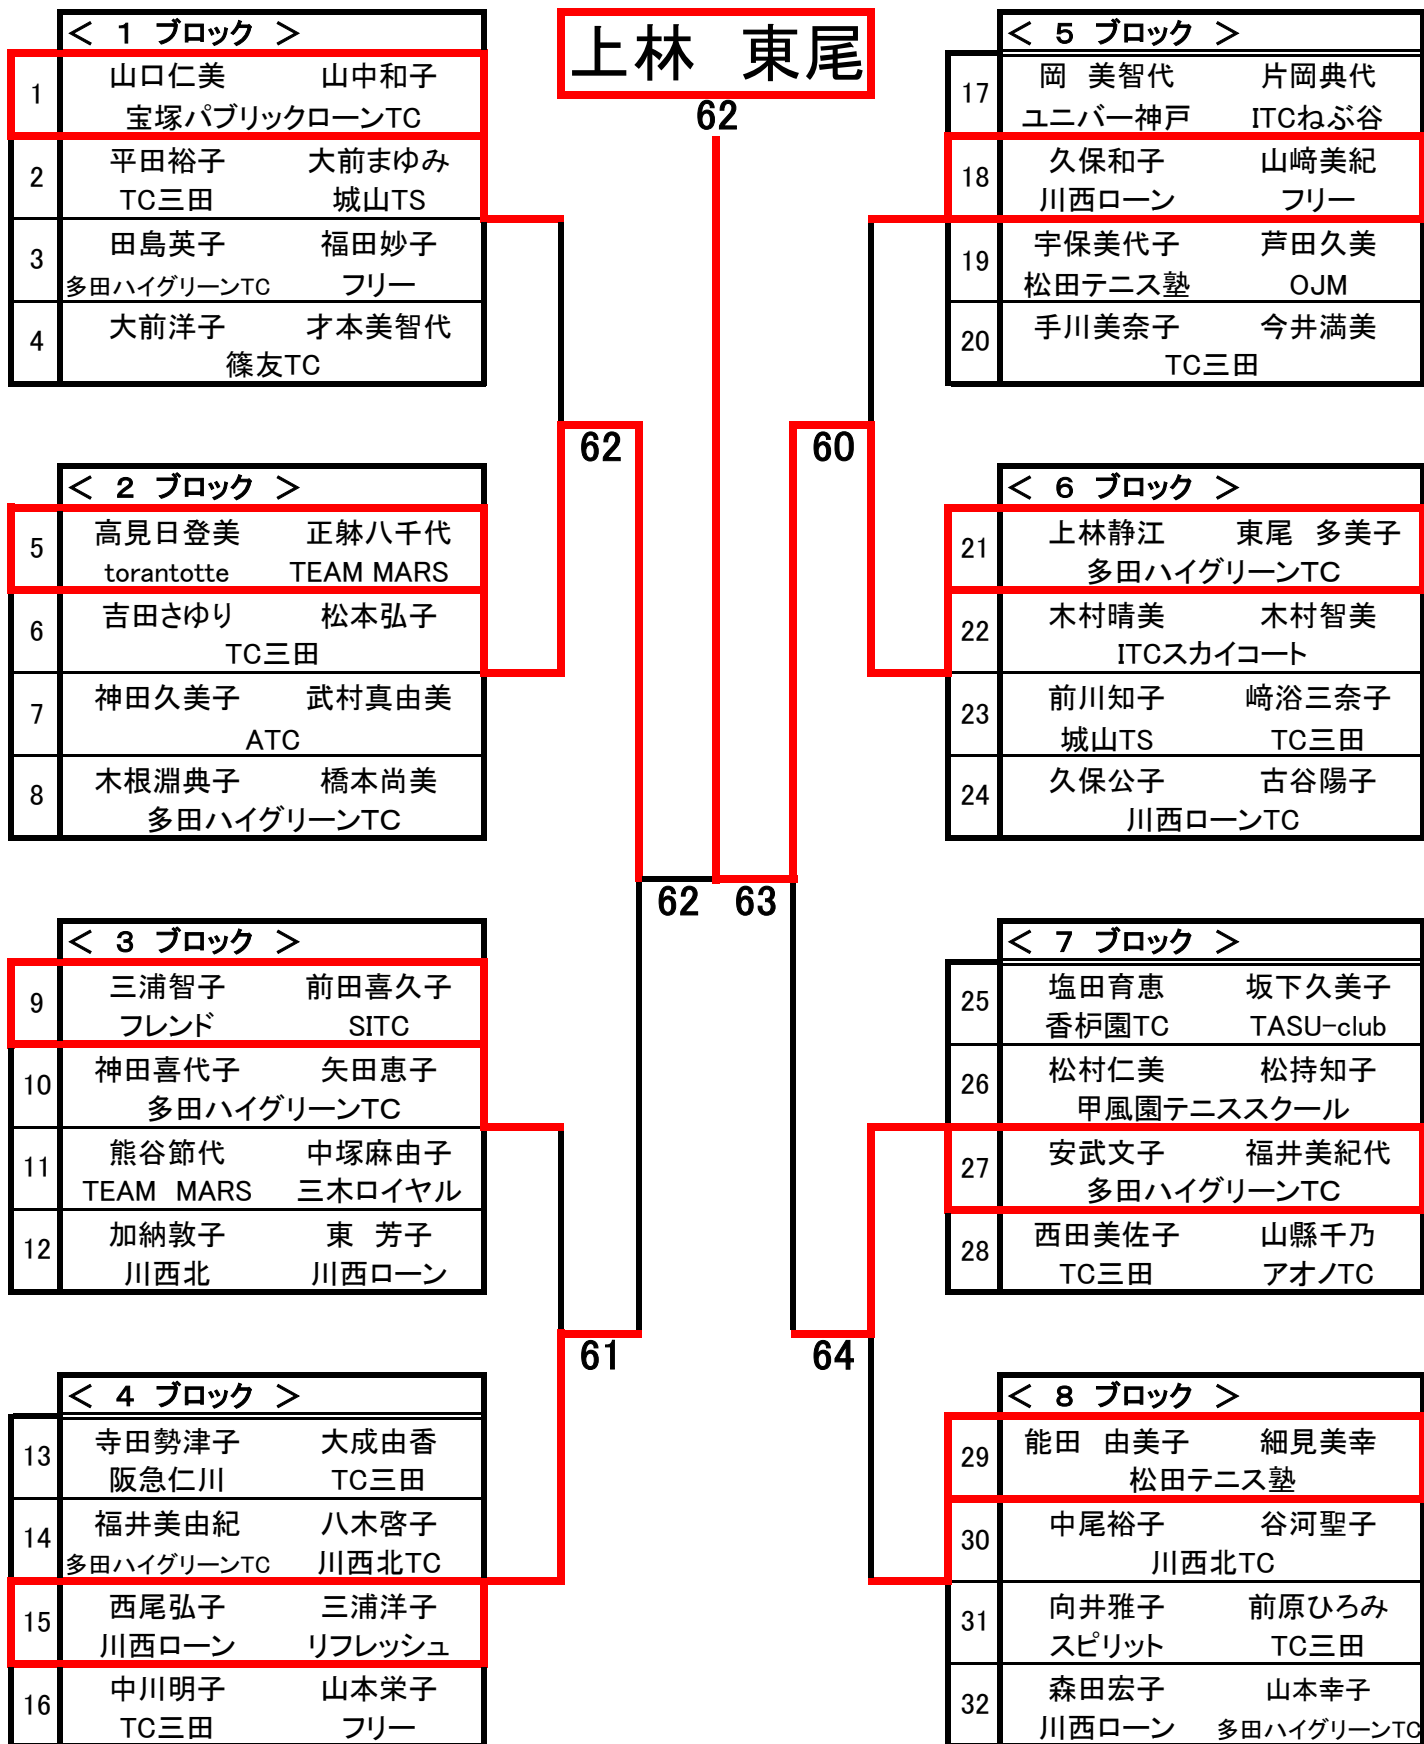 上林　東尾
62
＜ 1 ブロック ＞
1
山口仁美 山中和子
宝塚パブリックローンTC
2
平田裕子 大前まゆみ
TC三田 城山TS
3
田島英子 福田妙子
多田ハイグリーンTC フリー
4
大前洋子 才本美智代
篠友TC
62
＜ 2 ブロック ＞
5
高見日登美 正躰八千代
torantotte TEAM MARS
6
吉田さゆり 松本弘子
TC三田
7
神田久美子 武村真由美
ATC
8
木根淵典子 橋本尚美
多田ハイグリーンTC
62 63
＜ 3 ブロック ＞
9
三浦智子 前田喜久子
フレンド SITC
10
神田喜代子 矢田恵子
多田ハイグリーンTC
11
熊谷節代 中塚麻由子
TEAM　MARS 三木ロイヤル
12
加納敦子 東　芳子
川西北 川西ローン
61
＜ 4 ブロック ＞
13
寺田勢津子 大成由香
阪急仁川 TC三田
14
福井美由紀 八木啓子
多田ハイグリーンTC 川西北TC
15
西尾弘子 三浦洋子
川西ローン リフレッシュ
16
中川明子 山本栄子
TC三田 フリー
＜ 5 ブロック ＞
17
岡　美智代 片岡典代
ユニバー神戸 ITCねぶ谷
18
久保和子 山﨑美紀
川西ローン フリー
19
宇保美代子 芦田久美
松田テニス塾 OJM
20
手川美奈子 今井満美
TC三田
60
＜ 6 ブロック ＞
21
上林静江 東尾　多美子
多田ハイグリーンTC
22
木村晴美 木村智美
ITCスカイコート
23
前川知子 﨑浴三奈子
城山TS TC三田
24
久保公子 古谷陽子
川西ローンTC
＜ 7 ブロック ＞
25
塩田育恵 坂下久美子
香枦園TC TASU-club
26
松村仁美 松持知子
甲風園テニススクール
27
安武文子 福井美紀代
多田ハイグリーンTC
28
西田美佐子 山縣千乃
TC三田 アオノTC
64
＜ 8 ブロック ＞
29
能田　由美子 細見美幸
松田テニス塾
30
中尾裕子 谷河聖子
川西北TC
31
向井雅子 前原ひろみ
スピリット TC三田
32
森田宏子 山本幸子
川西ローン 多田ハイグリーンTC